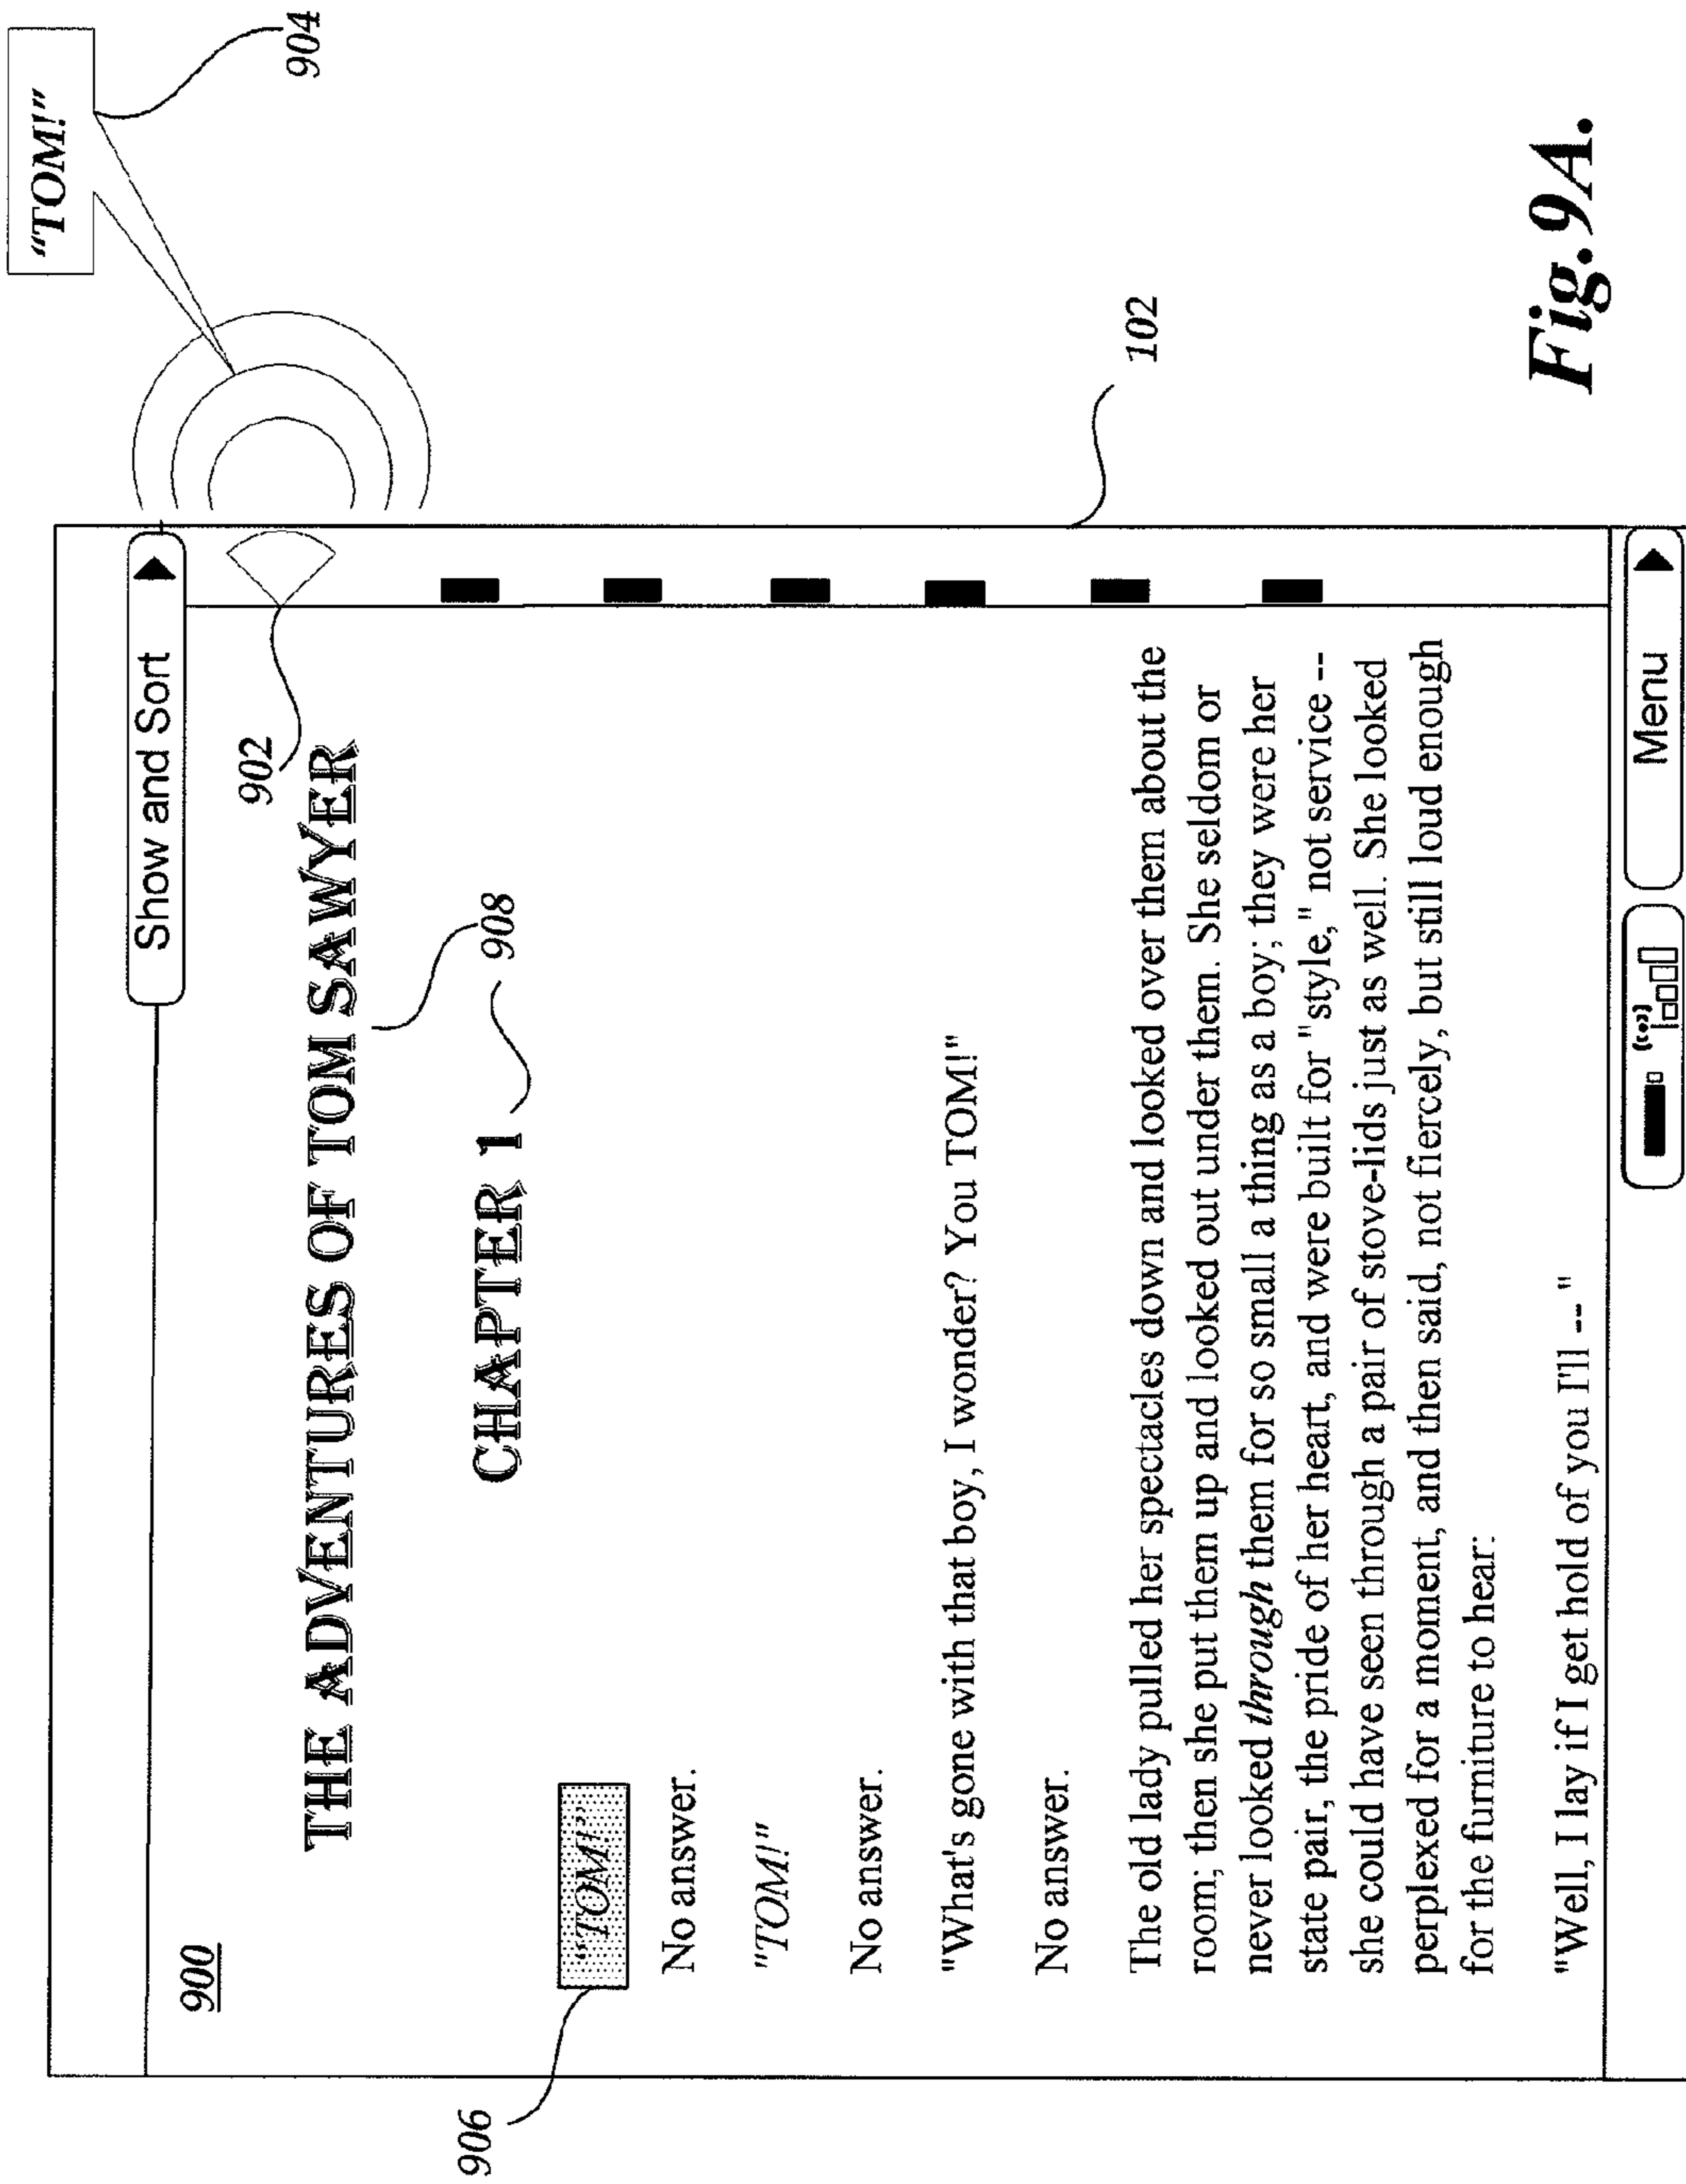 "TOM!"
904
Show and Sort
900
902
THE ADVENTURES OF TOM SAWYER
908
CHAPTER 1
906
"TOM!"
No answer.
"TOM!"
No answer.
"What's gone with that boy, I wonder? You TOM!"
No answer.
The old lady pulled her spectacles down and looked over them about the
room; then she put them up and looked out under them. She seldom or
never looked through them for so small a thing as a boy; they were her
state pair, the pride of her heart, and were built for "style," not service --
she could have seen through a pair of stove-lids just as well. She looked
perplexed for a moment, and then said, not fiercely, but still loud enough
for the furniture to hear:
"Well, I lay if I get hold of you I'll -- "
102
Menu
Fig.9A.